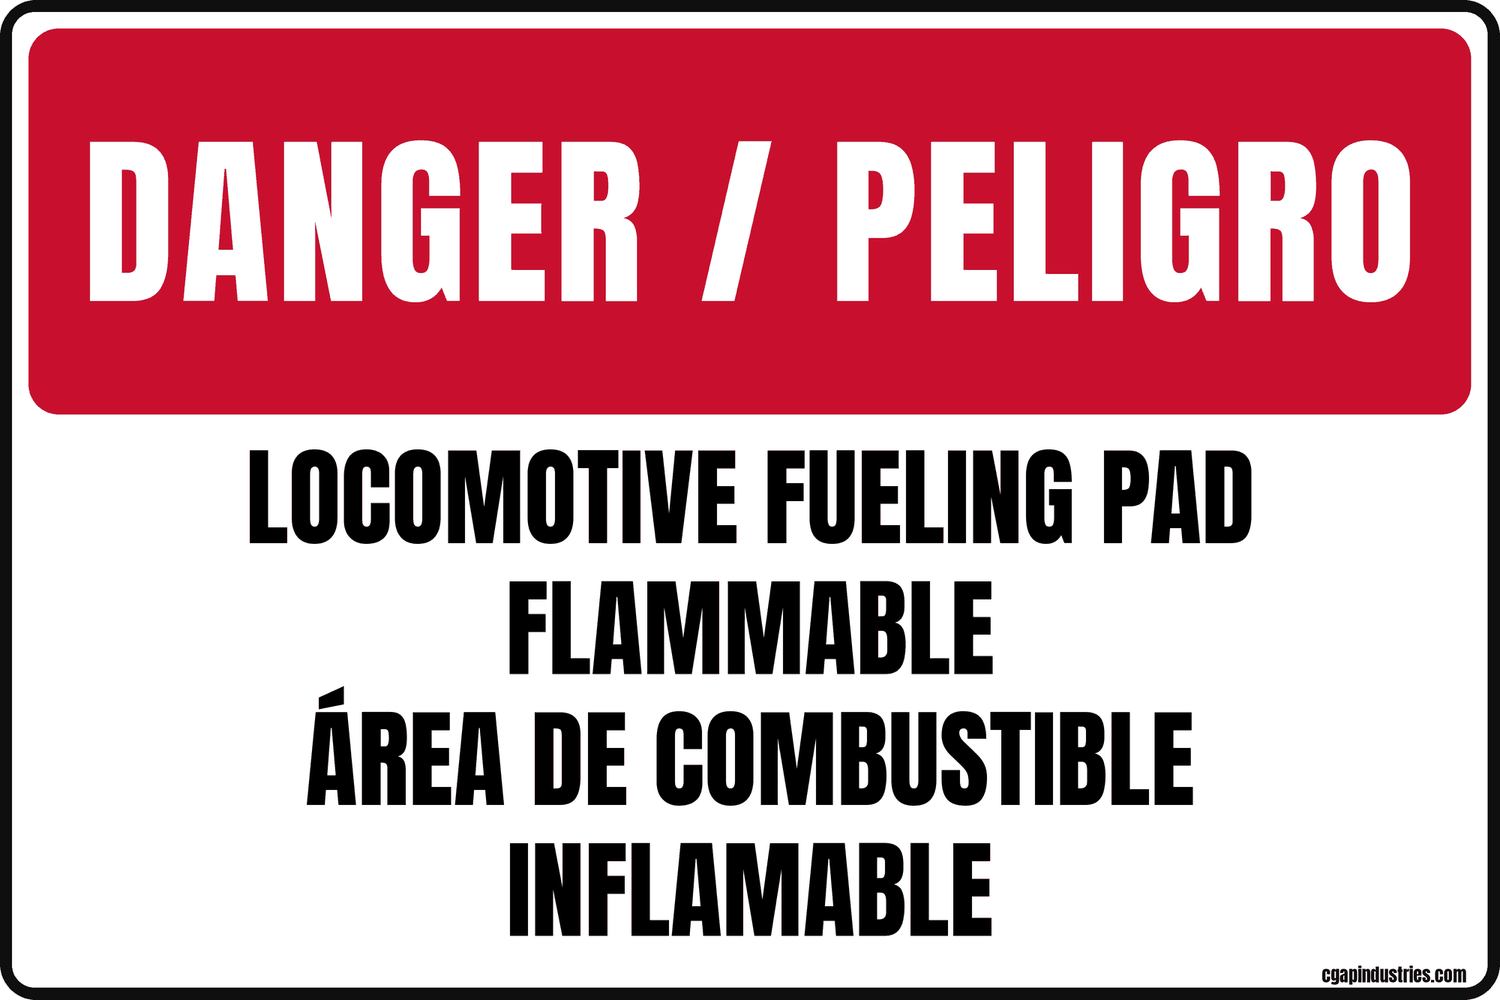 DANGER / PELIGRO
LOCOMOTIVE FUELING PAD
FLAMMABLE
ÁREA DE COMBUSTIBLE
INFLAMABLE
cgapindustries.com